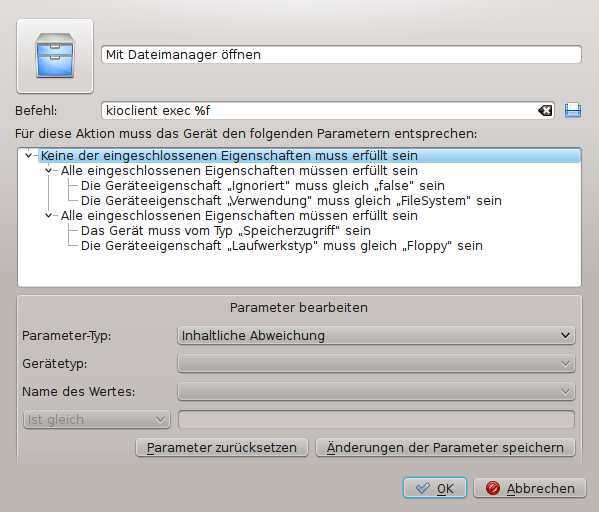 Mit Dateimanager öffnen
Befehl: kioclient exec %f
Für diese Aktion muss das Gerät den folgenden Parametern entsprechen:
Keine der eingeschlossenen Eigenschaften muss erfüllt sein
Alle eingeschlossenen Eigenschaften müssen erfüllt sein
Die Geräteeigenschaft „Ignoriert" muss gleich „false" sein
Die Geräteeigenschaft „Verwendung" muss gleich „FileSystem" sein
Alle eingeschlossenen Eigenschaften müssen erfüllt sein
Das Gerät muss vom Typ „Speicherzugriff" sein
Die Geräteeigenschaft „Laufwerkstyp" muss gleich „Floppy" sein
Parameter bearbeiten
Parameter-Typ: Inhaltliche Abweichung
Gerätetyp:
Name des Wertes:
Ist gleich
Parameter zurücksetzen Änderungen der Parameter speichern
OK Abbrechen